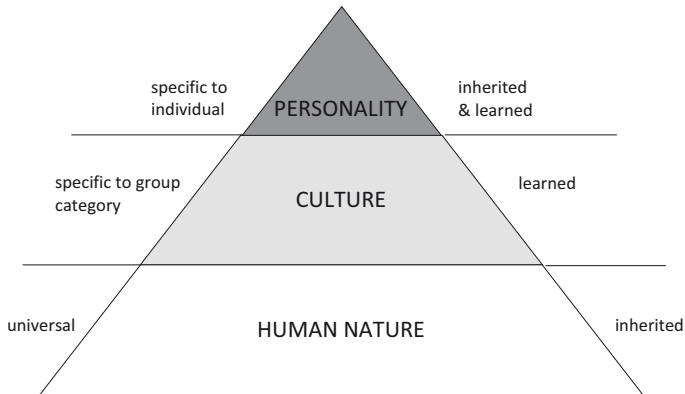 specific to
individual
PERSONALITY
inherited
& learned
specific to group
category
CULTURE
learned
universal
HUMAN NATURE
inherited